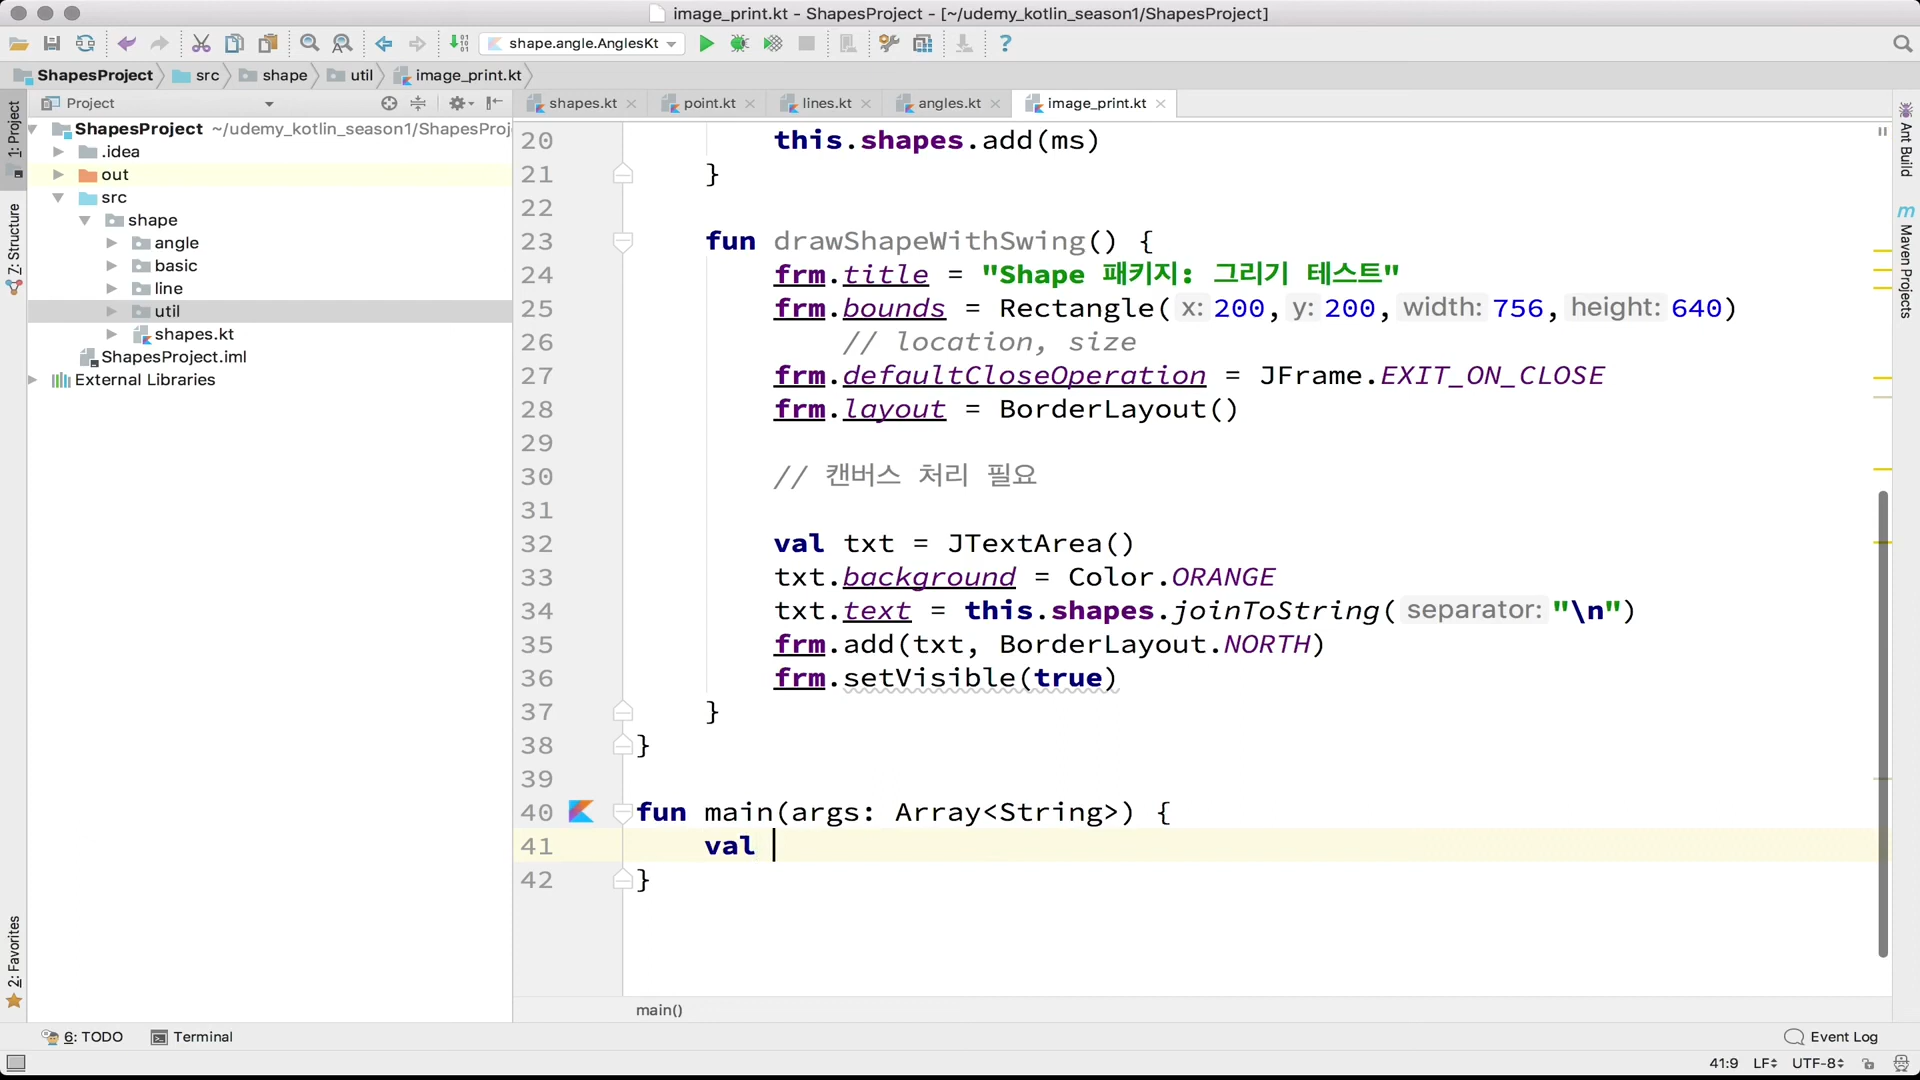 image_print.kt - ShapesProject - [~/udemy_kotlin_season1/ShapesProject]
shape.angle.AnglesKt
ShapesProject src shape util image_print.kt
Project
shapes.kt point.kt lines.kt angles.kt image_print.kt
ShapesProject ~/udemy_kotlin_season1/ShapesProj
.idea
out
src
shape
angle
basic
line
util
shapes.kt
ShapesProject.iml
External Libraries
1: Project
Z: Structure
2: Favorites
20 this.shapes.add(ms)
21 }
22
23 fun drawShapeWithSwing() {
24 frm.title = "Shape 패키지: 그리기 테스트"
25 frm.bounds = Rectangle( x: 200, y: 200, width: 756, height: 640)
26 // location, size
27 frm.defaultCloseOperation = JFrame.EXIT_ON_CLOSE
28 frm.layout = BorderLayout()
29
30 // 캔버스 처리 필요
31
32 val txt = JTextArea()
33 txt.background = Color.ORANGE
34 txt.text = this.shapes.joinToString( separator: "\n")
35 frm.add(txt, BorderLayout.NORTH)
36 frm.setVisible(true)
37 }
38 }
39
40 fun main(args: Array<String>) {
41 val
42 }
main()
Ant Build
m Maven Projects
6: TODO Terminal
Event Log
41:9 LF UTF-8